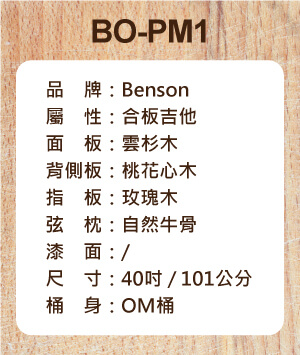 BO-PM1
品 牌：Benson
屬 性：合板吉他
面 板：雲杉木
背側板：桃花心木
指 板：玫瑰木
弦 枕：自然牛骨
漆 面：/
尺 寸：40吋 / 101公分
桶 身：OM桶